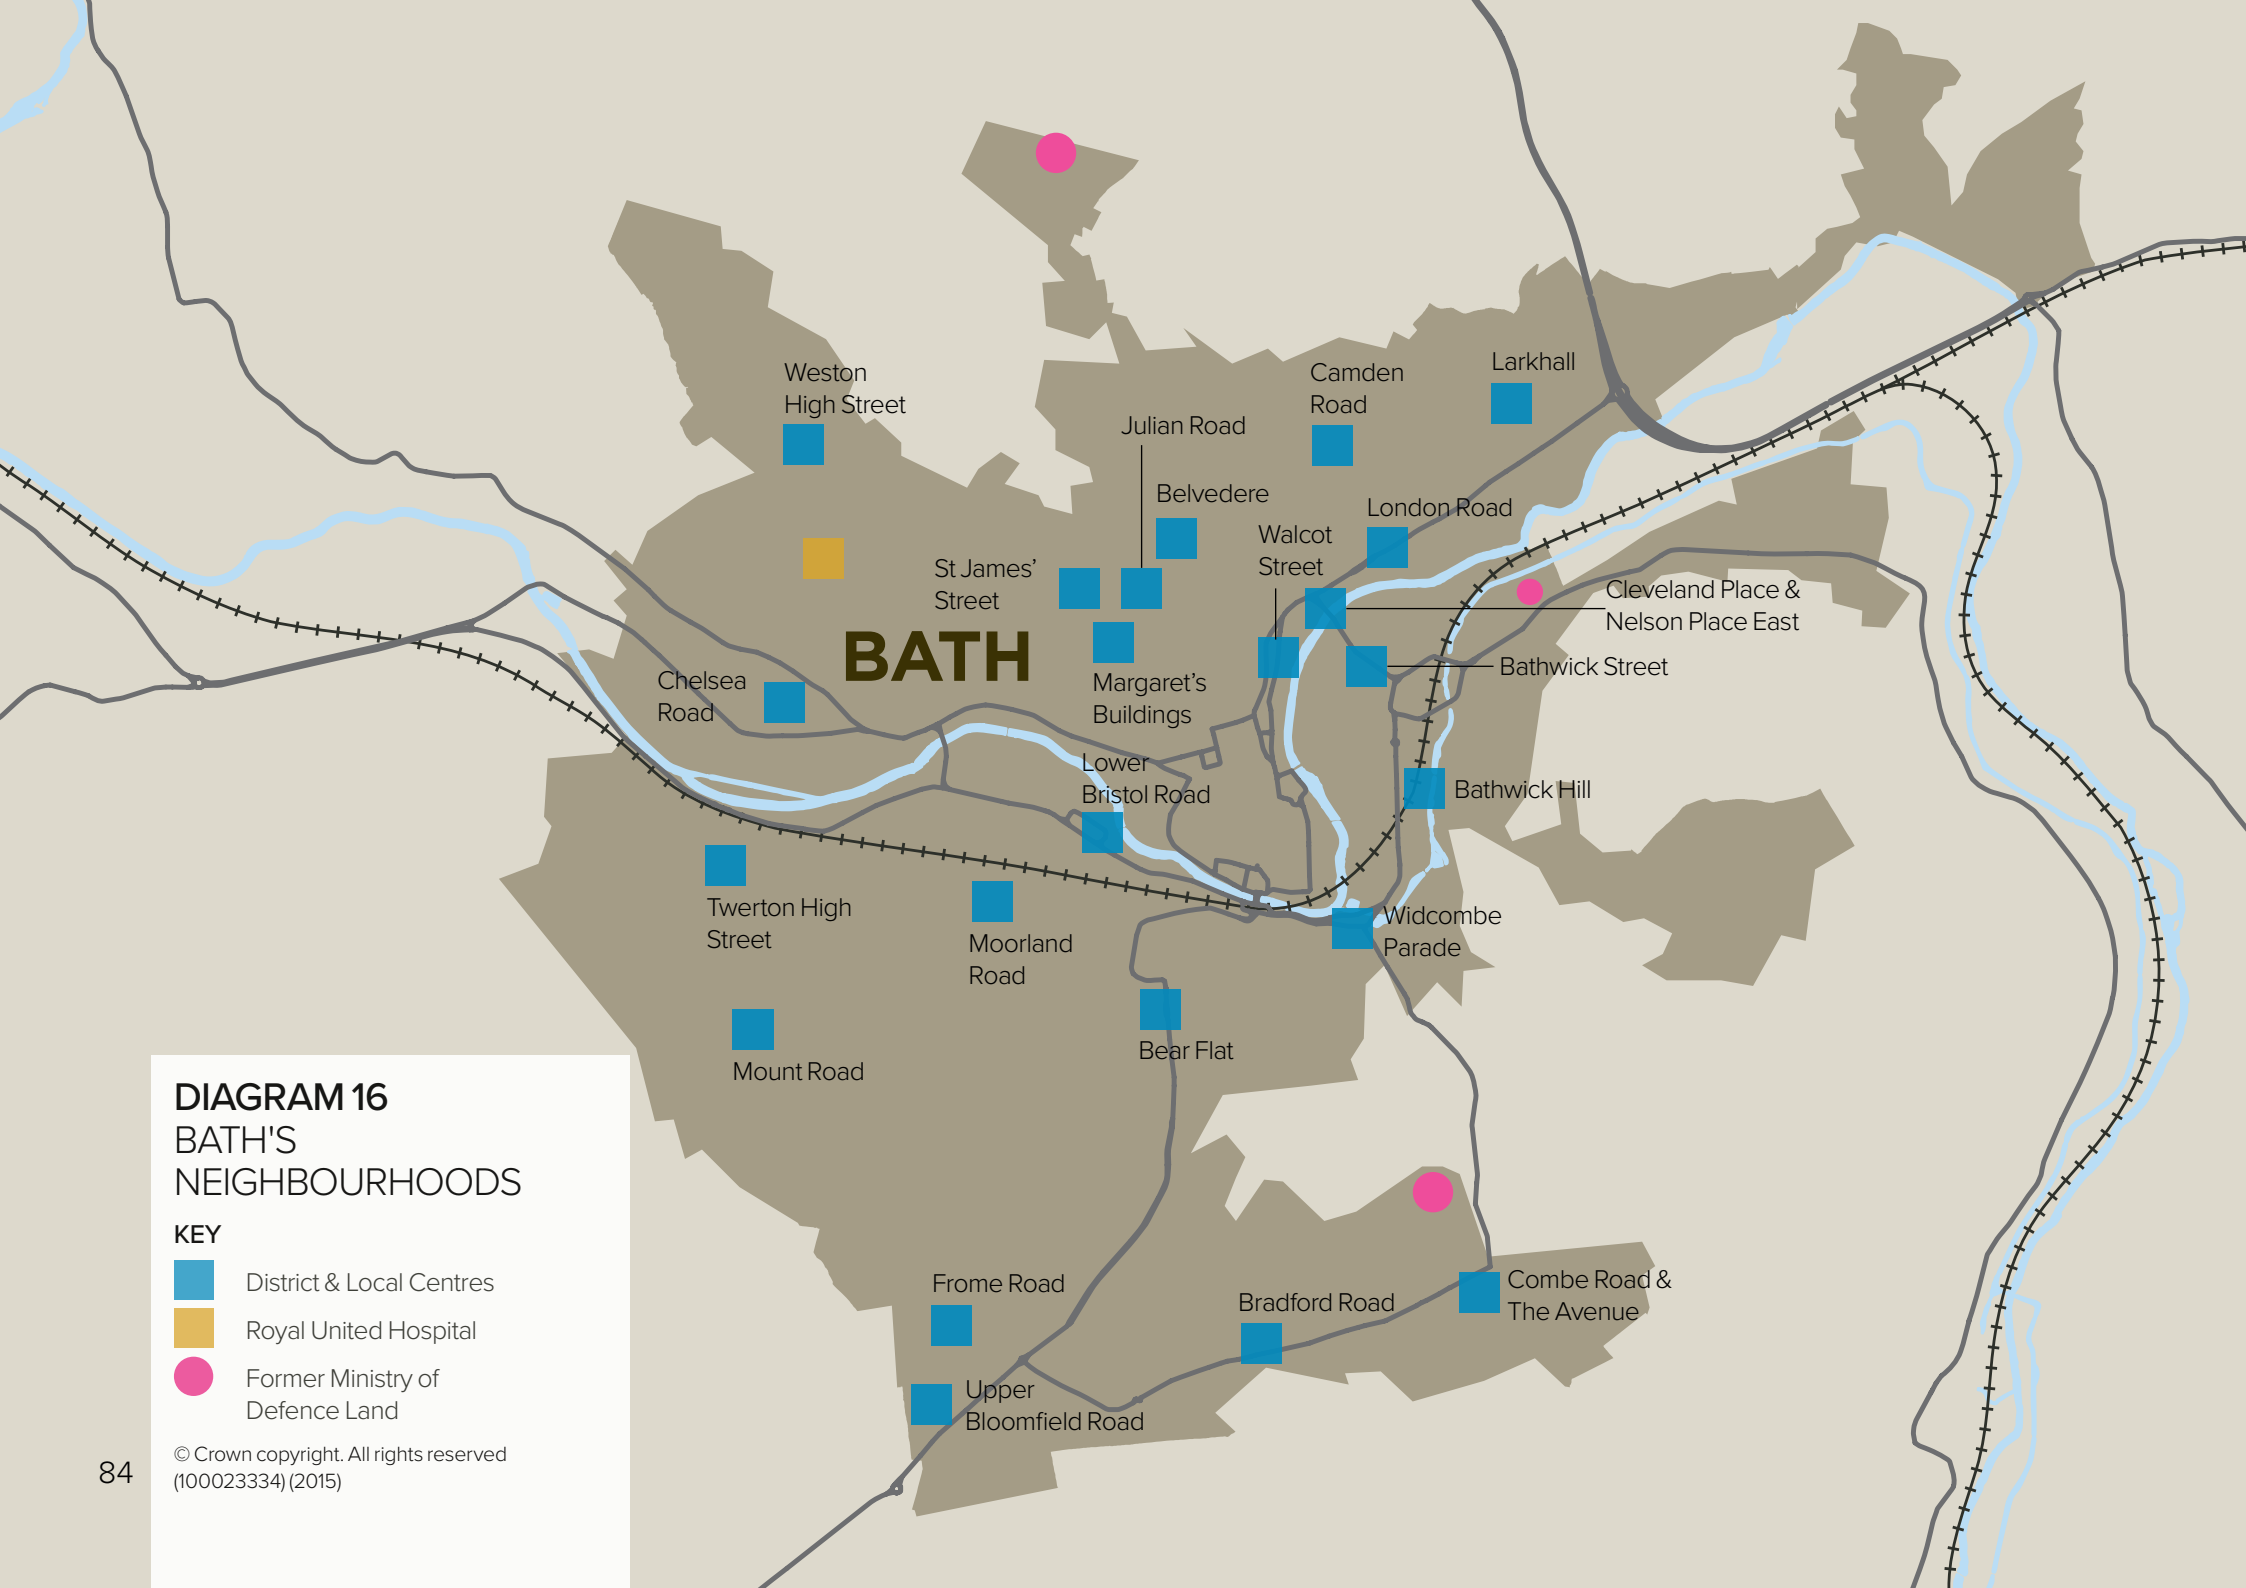 Weston
High Street
Camden
Road
Larkhall
Julian Road
Belvedere
London Road
Walcot
Street
St James’
Street
Cleveland Place &
Nelson Place East
BATH
Bathwick Street
Chelsea
Road
Margaret’s
Buildings
Lower
Bristol Road
Bathwick Hill
Twerton High
Street
Moorland
Road
Widcombe
Parade
Bear Flat
Mount Road
Frome Road
Bradford Road
Combe Road &
The Avenue
Upper
Bloomfield Road
DIAGRAM 16
BATH'S
NEIGHBOURHOODS
KEY
District & Local Centres
Royal United Hospital
Former Ministry of
Defence Land
© Crown copyright. All rights reserved
(100023334) (2015)
84